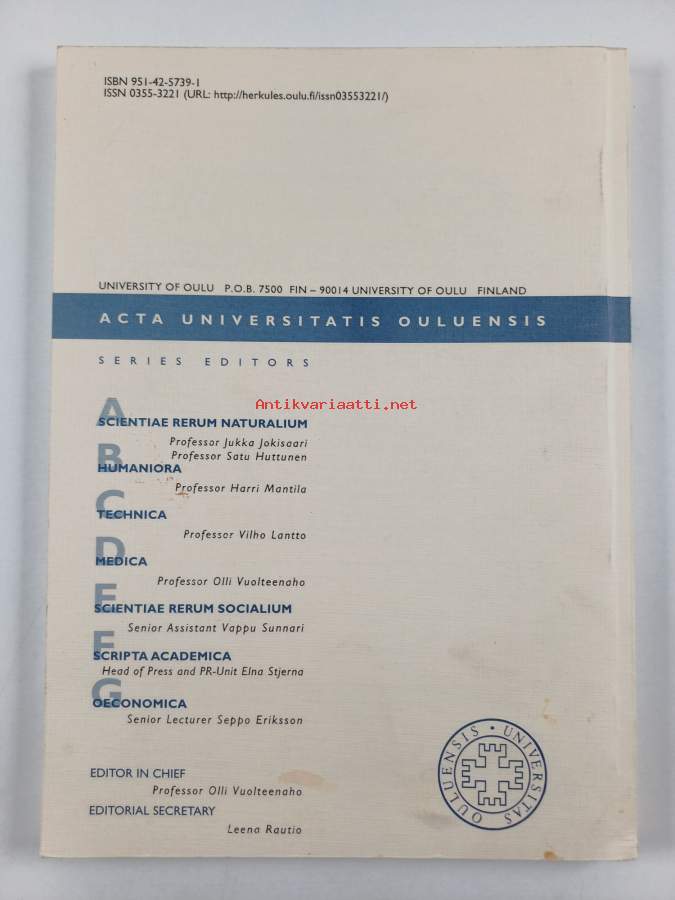 ISBN 951-42-5739-1
ISSN 0355-3221 (URL: http://herkules.oulu.fi/issn03553221/)
UNIVERSITY OF OULU P.O.B. 7500 FIN – 90014 UNIVERSITY OF OULU FINLAND
ACTA UNIVERSITATIS OULUENSIS
SERIES EDITORS
Antikvariaatti.net
A
SCIENTIAE RERUM NATURALIUM
Professor Jukka Jokisaari
Professor Satu Huttunen
B
HUMANIORA
Professor Harri Mantila
C
TECHNICA
Professor Vilho Lantto
D
MEDICA
Professor Olli Vuolteenaho
E
SCIENTIAE RERUM SOCIALIUM
Senior Assistant Vappu Sunnari
F
SCRIPTA ACADEMICA
Head of Press and PR-Unit Elna Stjerna
G
OECONOMICA
Senior Lecturer Seppo Eriksson
EDITOR IN CHIEF
Professor Olli Vuolteenaho
EDITORIAL SECRETARY
Leena Rautio
UNIVERSITAS OULUENSIS